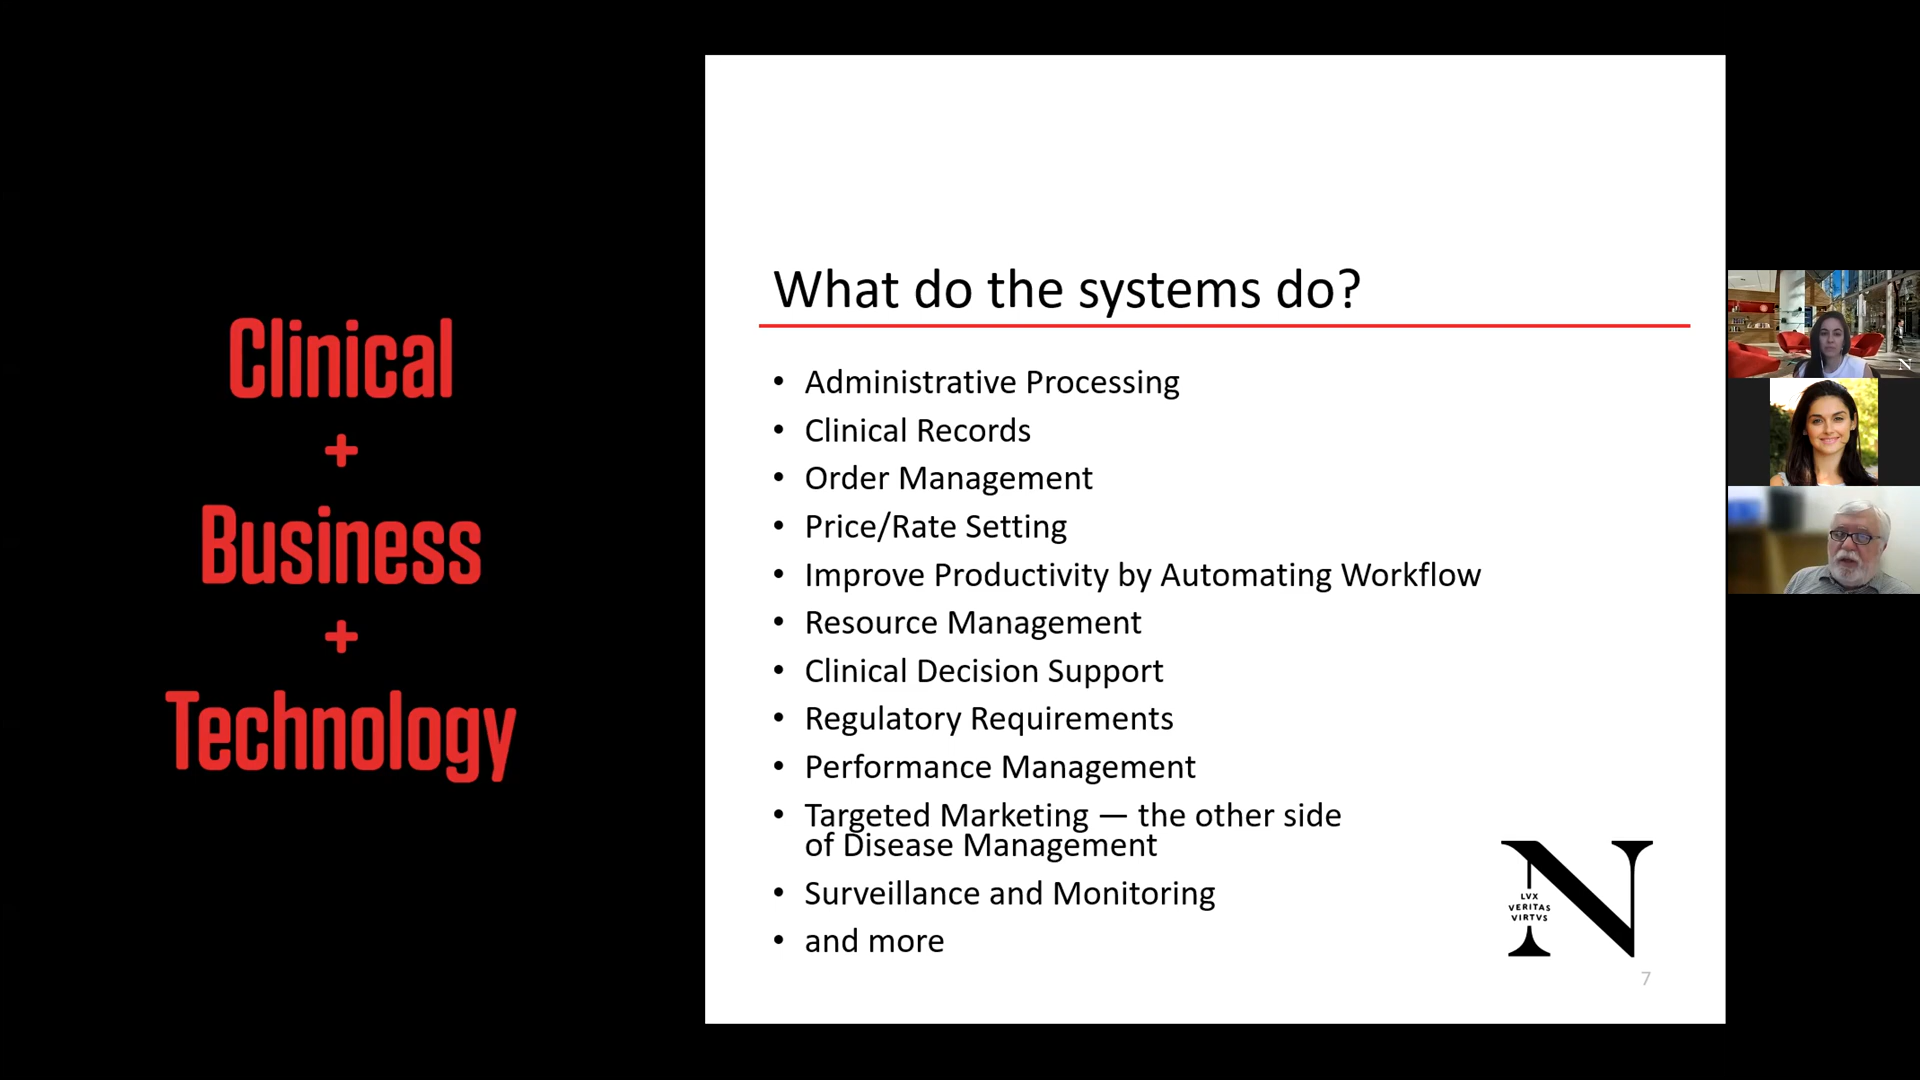 Clinical
+
Business
+
Technology
What do the systems do?
• Administrative Processing
• Clinical Records
• Order Management
• Price/Rate Setting
• Improve Productivity by Automating Workflow
• Resource Management
• Clinical Decision Support
• Regulatory Requirements
• Performance Management
• Targeted Marketing — the other side
of Disease Management
• Surveillance and Monitoring
• and more
N
LVX
VERITAS
VIRTVS
7
N